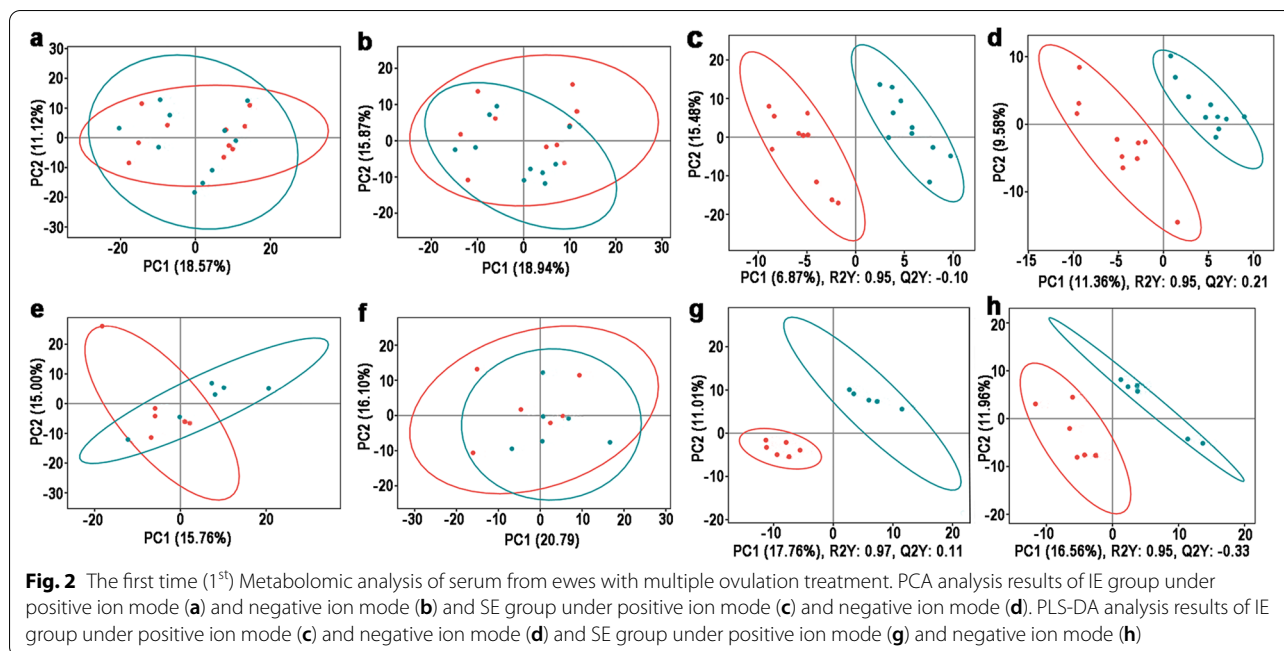 a
30
20
10
0
-10
-20
-30
PC2 (11.12%)
-20
0
20
PC1 (18.57%)
b
20
10
0
-10
-20
PC2 (15.87%)
-20
-10
0
10
20
30
PC1 (18.94%)
c
20
10
0
-10
-20
PC2 (15.48%)
-10
-5
0
5
10
PC1 (6.87%), R2Y: 0.95, Q2Y: -0.10
d
10
0
-10
PC2 (9.58%)
-15
-10
-5
0
5
10
PC1 (11.36%), R2Y: 0.95, Q2Y: 0.21
e
20
10
0
-10
-20
-30
PC2 (15.00%)
-20
0
20
PC1 (15.76%)
f
20
10
0
-10
-20
PC2 (16.10%)
-30
-20
-10
0
10
20
30
PC1 (20.79
g
20
10
0
-10
-20
PC2 (11.01%)
-10
0
10
20
PC1 (17.76%), R2Y: 0.97, Q2Y: 0.11
h
20
10
0
-10
-20
PC2 (11.96%)
-10
0
10
20
PC1 (16.56%), R2Y: 0.95, Q2Y: -0.33
Fig. 2 The first time (1st) Metabolomic analysis of serum from ewes with multiple ovulation treatment. PCA analysis results of IE group under
positive ion mode (a) and negative ion mode (b) and SE group under positive ion mode (c) and negative ion mode (d). PLS-DA analysis results of IE
group under positive ion mode (c) and negative ion mode (d) and SE group under positive ion mode (g) and negative ion mode (h)